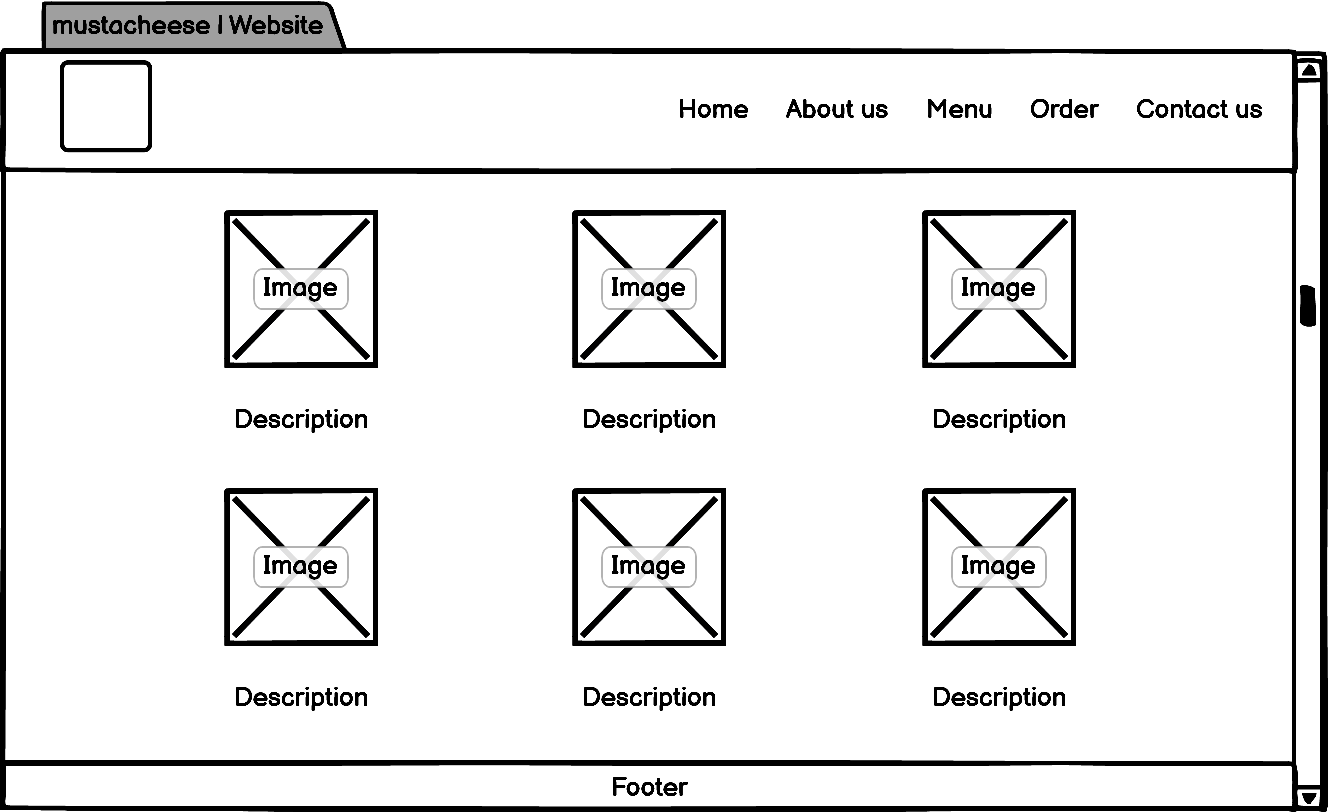 mustacheese | Website
Home About us Menu Order Contact us
Image Image Image
Description Description Description
Image Image Image
Description Description Description
Footer